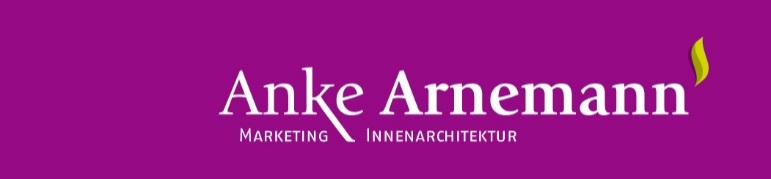 Anke Arnemann
MARKETING INNENARCHITEKTUR